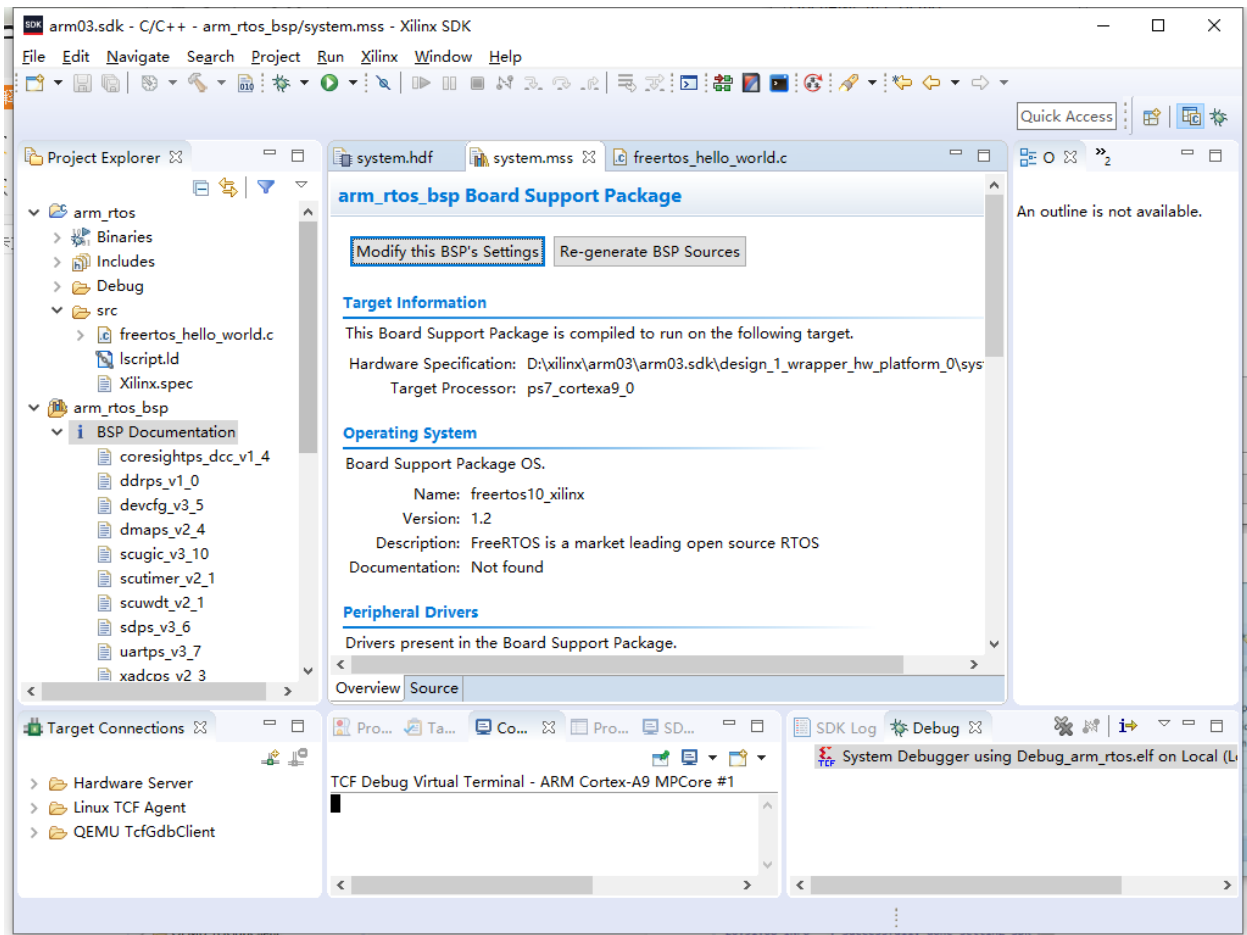 SDK arm03.sdk - C/C++ - arm_rtos_bsp/system.mss - Xilinx SDK
File Edit Navigate Search Project Run Xilinx Window Help
Quick Access
Project Explorer
arm_rtos
Binaries
Includes
Debug
src
freertos_hello_world.c
lscript.ld
Xilinx.spec
arm_rtos_bsp
BSP Documentation
coresightps_dcc_v1_4
ddrps_v1_0
devcfg_v3_5
dmaps_v2_4
scugic_v3_10
scutimer_v2_1
scuwdt_v2_1
sdps_v3_6
uartps_v3_7
xadcps_v2_3
system.hdf system.mss freertos_hello_world.c
arm_rtos_bsp Board Support Package
Modify this BSP's Settings Re-generate BSP Sources
Target Information
This Board Support Package is compiled to run on the following target.
Hardware Specification: D:\xilinx\arm03\arm03.sdk\design_1_wrapper_hw_platform_0\sys
Target Processor: ps7_cortexa9_0
Operating System
Board Support Package OS.
Name: freertos10_xilinx
Version: 1.2
Description: FreeRTOS is a market leading open source RTOS
Documentation: Not found
Peripheral Drivers
Drivers present in the Board Support Package.
Overview Source
O »2
An outline is not available.
Target Connections
Hardware Server
Linux TCF Agent
QEMU TcfGdbClient
Pro... Ta... Co... Pro... SD...
TCF Debug Virtual Terminal - ARM Cortex-A9 MPCore #1
SDK Log Debug
System Debugger using Debug_arm_rtos.elf on Local (L